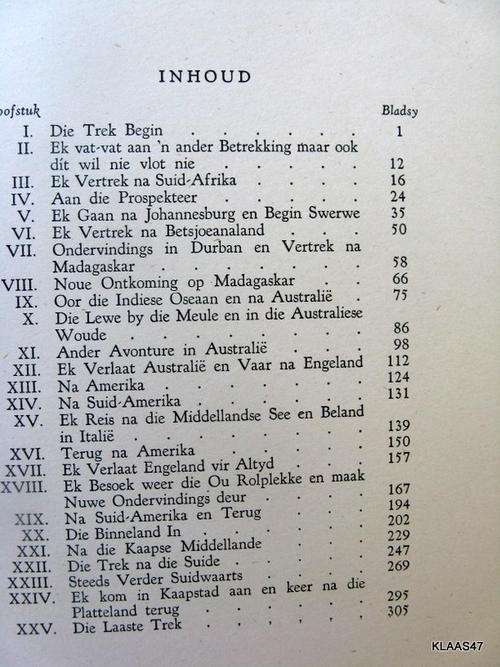 INHOUD
oofstuk Bladsy
I. Die Trek Begin . . . . . . 1
II. Ek vat-vat aan 'n ander Betrekking maar ook
dít wil nie vlot nie . . . . . 12
III. Ek Vertrek na Suid-Afrika . . . . 16
IV. Aan die Prospekteer . . . . . 24
V. Ek Gaan na Johannesburg en Begin Swerwe 35
VI. Ek Vertrek na Betsjoeanaland . . . 50
VII. Ondervindings in Durban en Vertrek na
Madagaskar . . . . . . 58
VIII. Noue Ontkoming op Madagaskar . . 66
IX. Oor die Indiese Oseaan en na Australië . 75
X. Die Lewe by die Meule en in die Australiese
Woude . . . . . . . 86
XI. Ander Avonture in Australië . . . 98
XII. Ek Verlaat Australië en Vaar na Engeland 112
XIII. Na Amerika . . . . . . 124
XIV. Na Suid-Amerika . . . . . 131
XV. Ek Reis na die Middellandse See en Beland
in Italië . . . . . . 139
XVI. Terug na Amerika . . . . . 150
XVII. Ek Verlaat Engeland vir Altyd . . . 157
XVIII. Ek Besoek weer die Ou Rolplekke en maak
Nuwe Ondervindings deur . . . . 167
XIX. Na Suid-Amerika en Terug . . . 194
XX. Die Binneland In . . . . . 202
XXI. Na die Kaapse Middellande . . . 229
XXII. Die Trek na die Suide . . . . 247
XXIII. Steeds Verder Suidwaarts . . . . 269
XXIV. Ek kom in Kaapstad aan en keer na die
Platteland terug . . . . . 295
XXV. Die Laaste Trek . . . . . 305
KLAAS47